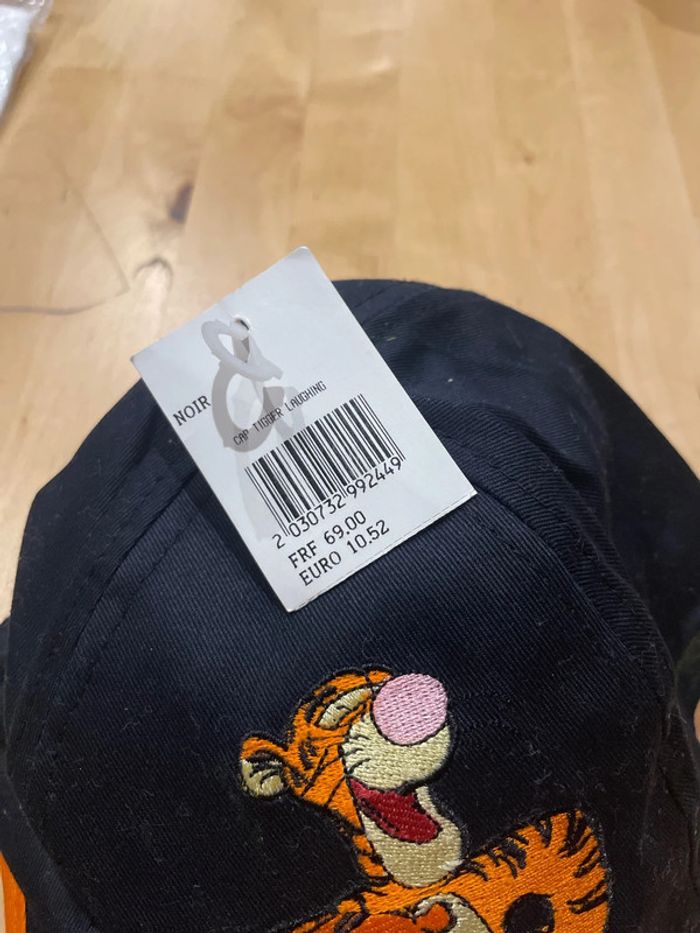 NOIR
CAP TIGGER LAUGHING
2 030732 992449
FRF 69.00
EURO 10.52